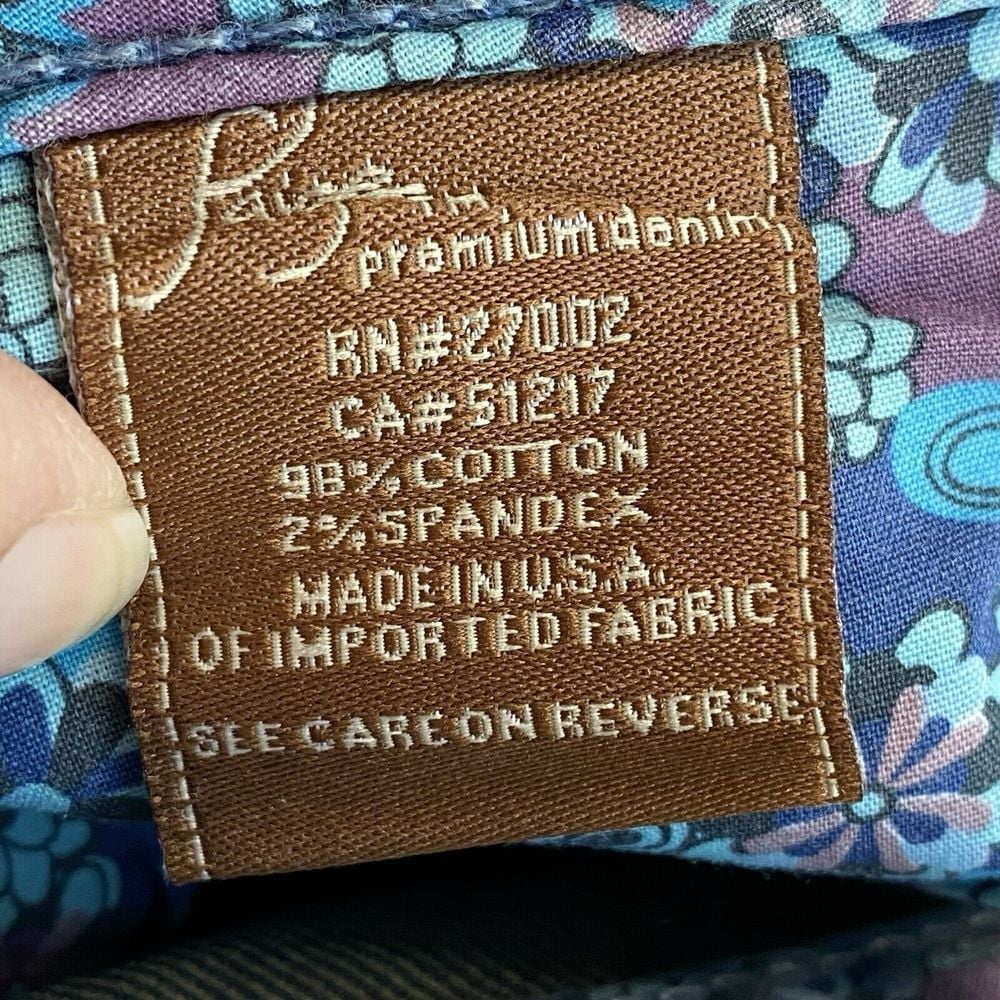 Paige™
premium denim
RN#27002
CA#51217
98% COTTON
2% SPANDEX
MADE IN U.S.A.
OF IMPORTED FABRIC
SEE CARE ON REVERSE